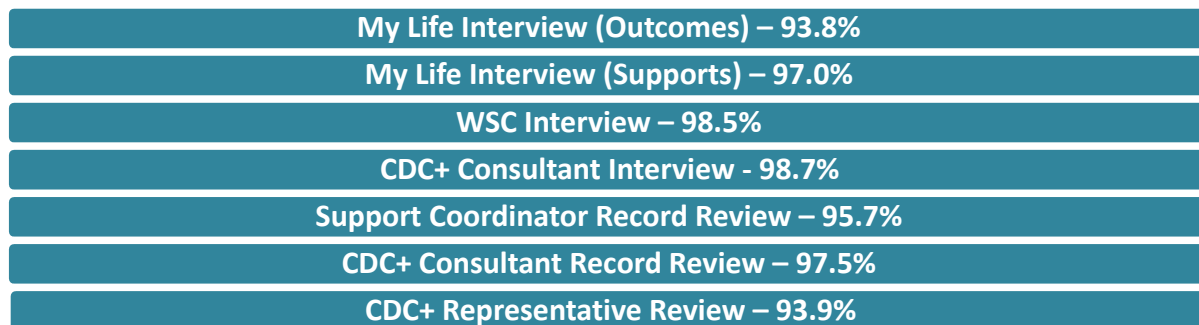 My Life Interview (Outcomes) – 93.8%
My Life Interview (Supports) – 97.0%
WSC Interview – 98.5%
CDC+ Consultant Interview - 98.7%
Support Coordinator Record Review – 95.7%
CDC+ Consultant Record Review – 97.5%
CDC+ Representative Review – 93.9%